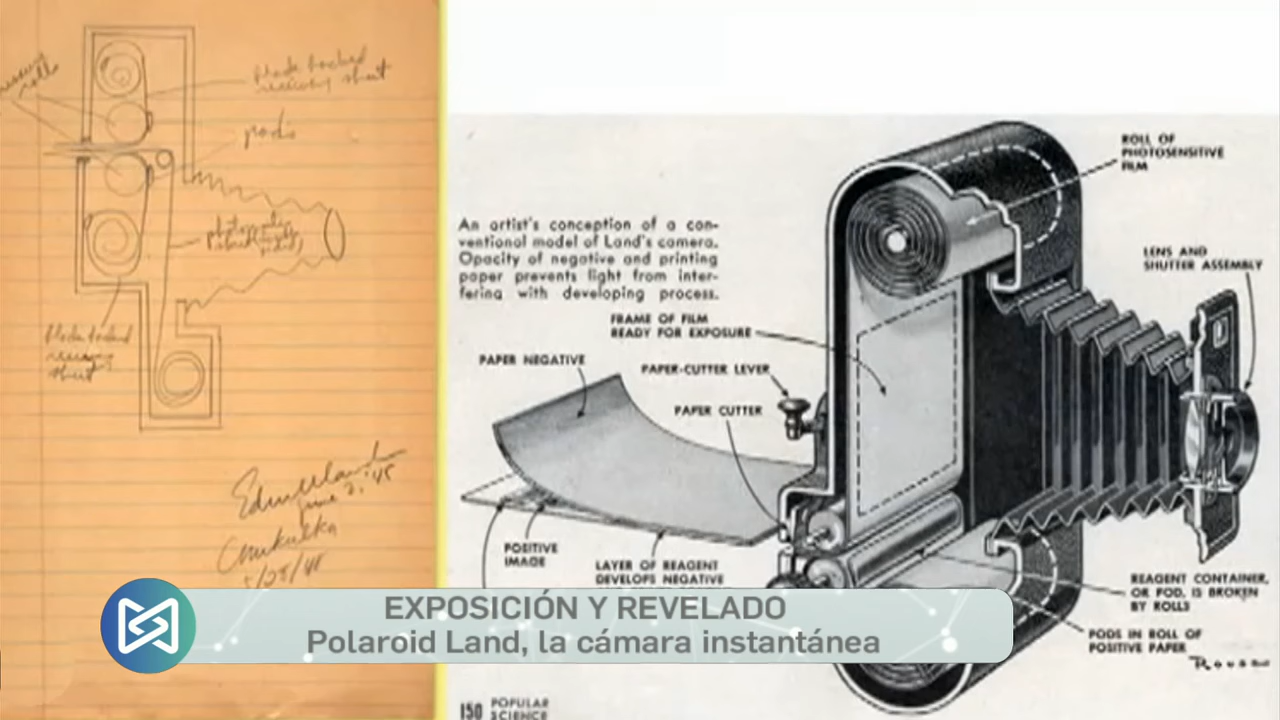 pods
An artist's conception of a con-
ventional model of Land's camera.
Opacity of negative and printing
paper prevents light from inter-
fering with developing process.
ROLL OF
PHOTOSENSITIVE
FILM
LENS AND
SHUTTER ASSEMBLY
FRAME OF FILM
READY FOR EXPOSURE
PAPER NEGATIVE
PAPER-CUTTER LEVER
PAPER CUTTER
POSITIVE
IMAGE
LAYER OF REAGENT
DEVELOPS NEGATIVE
REAGENT CONTAINER,
OR POD, IS BROKEN
BY ROLLS
PODS IN ROLL OF
POSITIVE PAPER
EXPOSICIÓN Y REVELADO
Polaroid Land, la cámara instantánea
150 POPULAR
SCIENCE